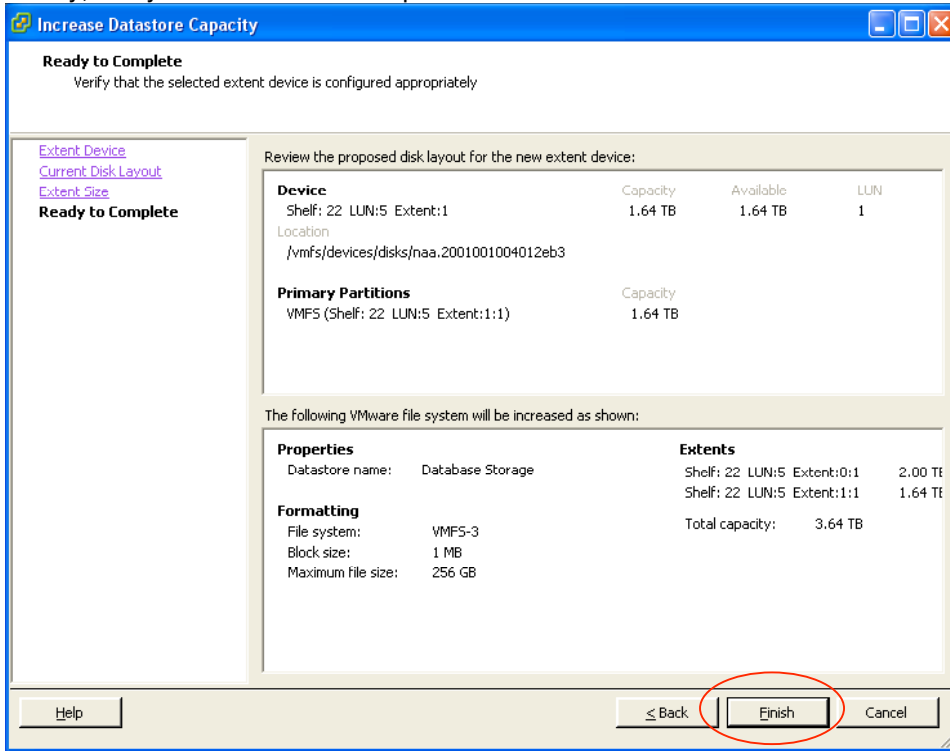 Increase Datastore Capacity
Ready to Complete
Verify that the selected extent device is configured appropriately
Extent Device
Current Disk Layout
Extent Size
Ready to Complete
Review the proposed disk layout for the new extent device:
Device Capacity Available LUN
Shelf: 22 LUN:5 Extent:1 1.64 TB 1.64 TB 1
Location
/vmfs/devices/disks/naa.2001001004012eb3
Primary Partitions Capacity
VMFS (Shelf: 22 LUN:5 Extent:1:1) 1.64 TB
The following VMware file system will be increased as shown:
Properties
Datastore name: Database Storage
Formatting
File system: VMFS-3
Block size: 1 MB
Maximum file size: 256 GB
Extents
Shelf: 22 LUN:5 Extent:0:1 2.00
Shelf: 22 LUN:5 Extent:1:1 1.64
Total capacity: 3.64 TB
Help
< Back
Finish
Cancel